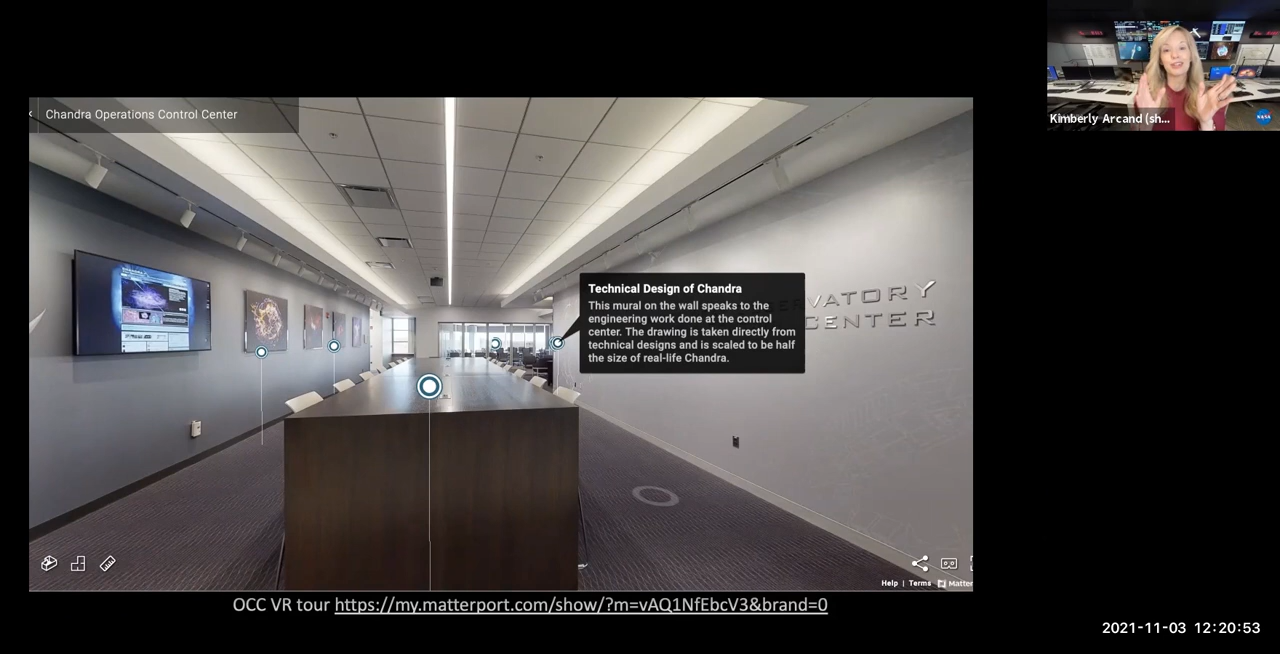 Chandra Operations Control Center
Kimberly Arcand (sh...
NASA
Technical Design of Chandra
This mural on the wall speaks to the
engineering work done at the control
center. The drawing is taken directly from
technical designs and is scaled to be half
the size of real-life Chandra.
VATORY
CENTER
Help | Terms
Matter
OCC VR tour https://my.matterport.com/show/?m=vAQ1NfEbcV3&brand=0
2021-11-03 12:20:53